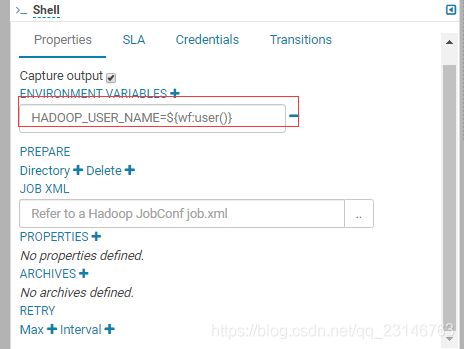 >_ Shell
Properties SLA Credentials Transitions
Capture output
ENVIRONMENT VARIABLES +
HADOOP_USER_NAME=${wf:user()}
PREPARE
Directory + Delete +
JOB XML
Refer to a Hadoop JobConf job.xml ..
PROPERTIES +
No properties defined.
ARCHIVES +
No archives defined.
RETRY
Max + Interval +
https://blog.csdn.net/qq_23146763